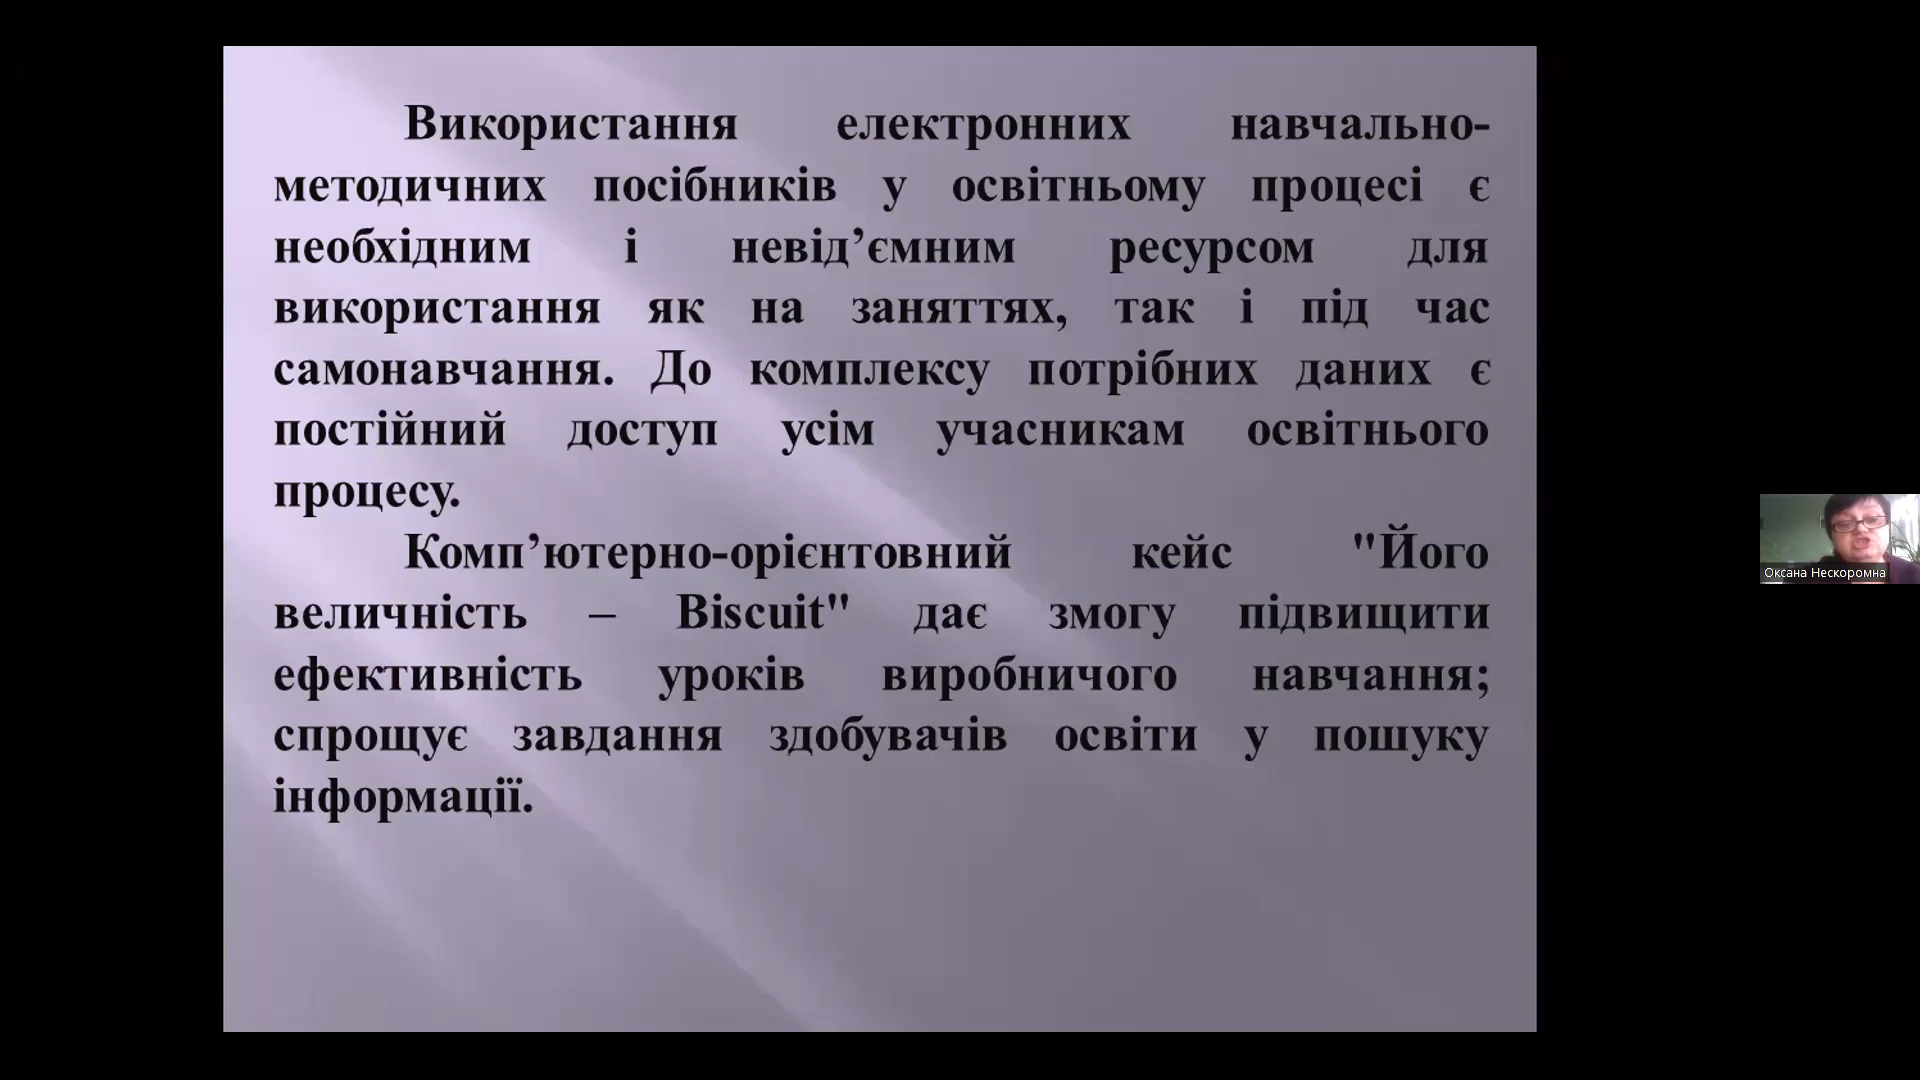 Використання електронних навчально-
методичних посібників у освітньому процесі є
необхідним і невід’ємним ресурсом для
використання як на заняттях, так і під час
самонавчання. До комплексу потрібних даних є
постійний доступ усім учасникам освітнього
процесу.
Комп’ютерно-орієнтовний кейс "Його
величність – Biscuit" дає змогу підвищити
ефективність уроків виробничого навчання;
спрощує завдання здобувачів освіти у пошуку
інформації.
Оксана Нескоромна